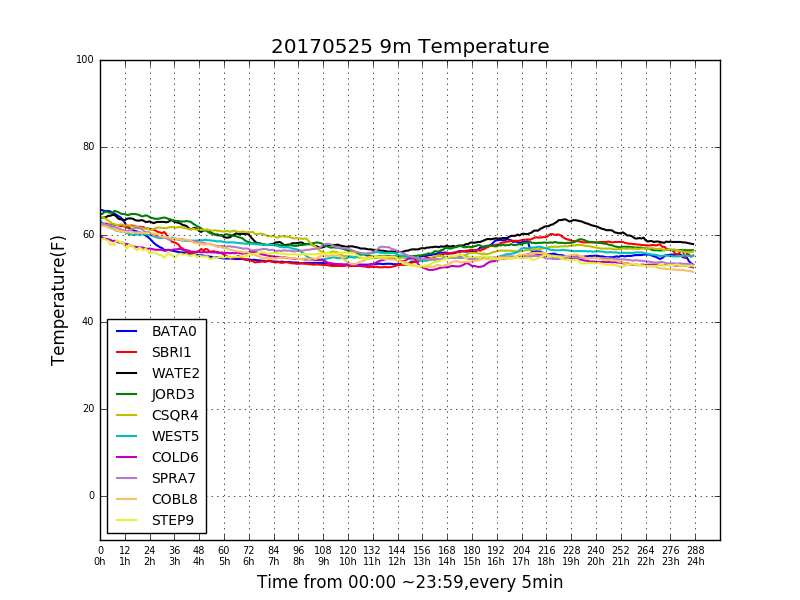 20170525 9m Temperature
100
80
60
40
20
0
Temperature(F)
BATA0
SBRI1
WATE2
JORD3
CSQR4
WEST5
COLD6
SPRA7
COBL8
STEP9
0 12 24 36 48 60 72 84 96 108 120 132 144 156 168 180 192 204 216 228 240 252 264 276 288
0h 1h 2h 3h 4h 5h 6h 7h 8h 9h 10h 11h 12h 13h 14h 15h 16h 17h 18h 19h 20h 21h 22h 23h 24h
Time from 00:00 ~23:59,every 5min